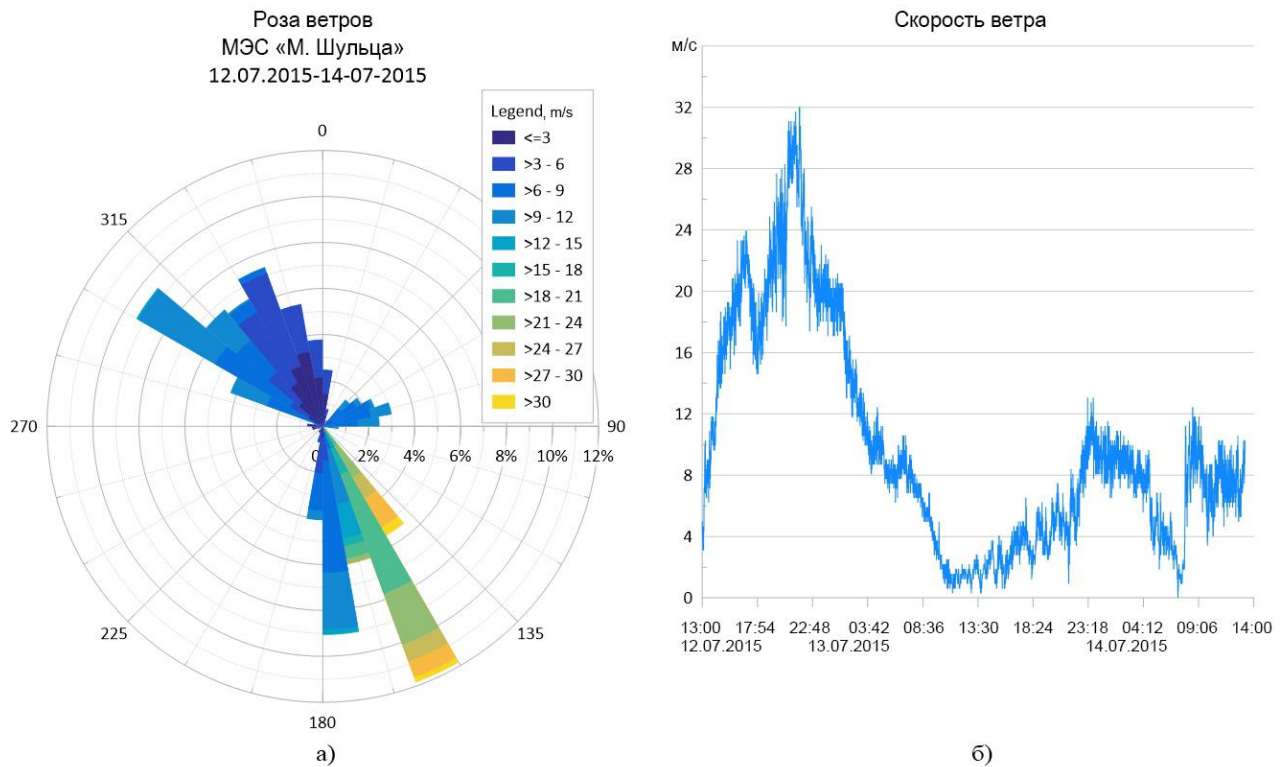 Роза ветров
МЭС «М. Шульца»
12.07.2015-14-07-2015
Legend, m/s
<=3
>3 - 6
>6 - 9
>9 - 12
>12 - 15
>15 - 18
>18 - 21
>21 - 24
>24 - 27
>27 - 30
>30
0
315
270
90
0% 2% 4% 6% 8% 10% 12%
225
135
180
а)
Скорость ветра
м/с
32
28
24
20
16
12
8
4
0
13:00 17:54 22:48 03:42 08:36 13:30 18:24 23:18 04:12 09:06 14:00
12.07.2015 13.07.2015 14.07.2015
б)